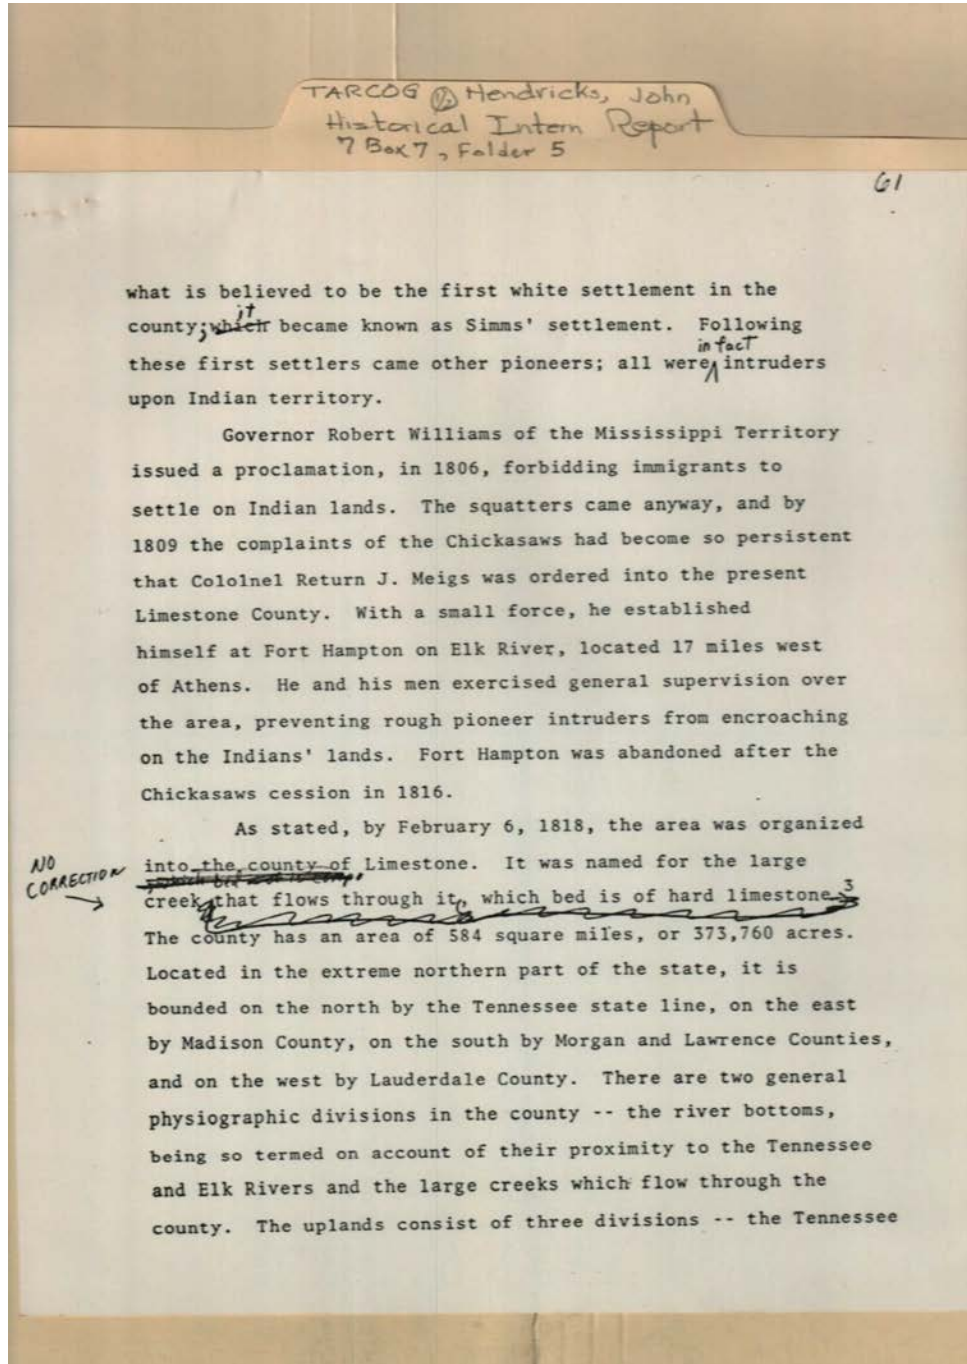 TARCOG ½ Hendricks, John
Historical Intern Report
7 Box 7, Folder 5
61
what is believed to be the first white settlement in the
it
county; which became known as Simms' settlement. Following
in fact
these first settlers came other pioneers; all were intruders
upon Indian territory.
Governor Robert Williams of the Mississippi Territory
issued a proclamation, in 1806, forbidding immigrants to
settle on Indian lands. The squatters came anyway, and by
1809 the complaints of the Chickasaws had become so persistent
that Colo1nel Return J. Meigs was ordered into the present
Limestone County. With a small force, he established
himself at Fort Hampton on Elk River, located 17 miles west
of Athens. He and his men exercised general supervision over
the area, preventing rough pioneer intruders from encroaching
on the Indians' lands. Fort Hampton was abandoned after the
Chickasaws cession in 1816.
As stated, by February 6, 1818, the area was organized
NO
CORRECTION
into the county of Limestone. It was named for the large
creek that flows through it, which bed is of hard limestone.3
The county has an area of 584 square miles, or 373,760 acres.
Located in the extreme northern part of the state, it is
bounded on the north by the Tennessee state line, on the east
by Madison County, on the south by Morgan and Lawrence Counties,
and on the west by Lauderdale County. There are two general
physiographic divisions in the county -- the river bottoms,
being so termed on account of their proximity to the Tennessee
and Elk Rivers and the large creeks which flow through the
county. The uplands consist of three divisions -- the Tennessee